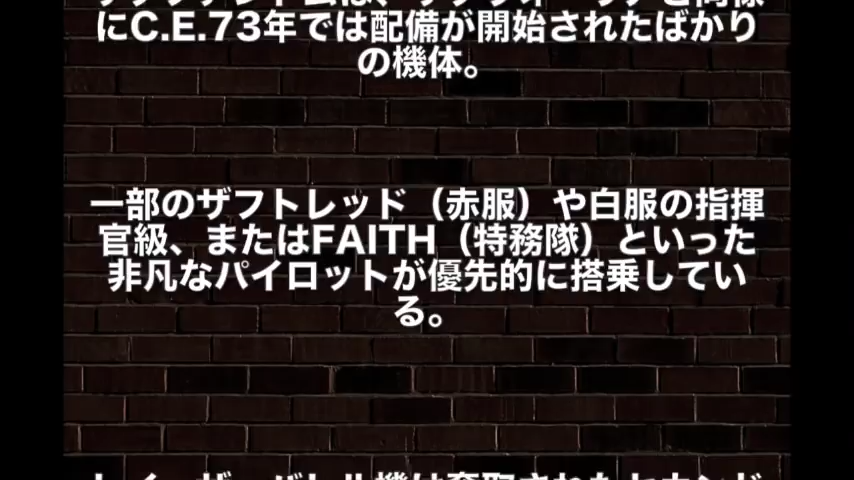 にC.E.73年では配備が開始されたばかり
の機体。
一部のザフトレッド（赤服）や白服の指揮
官級、またはFAITH（特務隊）といった
非凡なパイロットが優先的に搭乗してい
る。